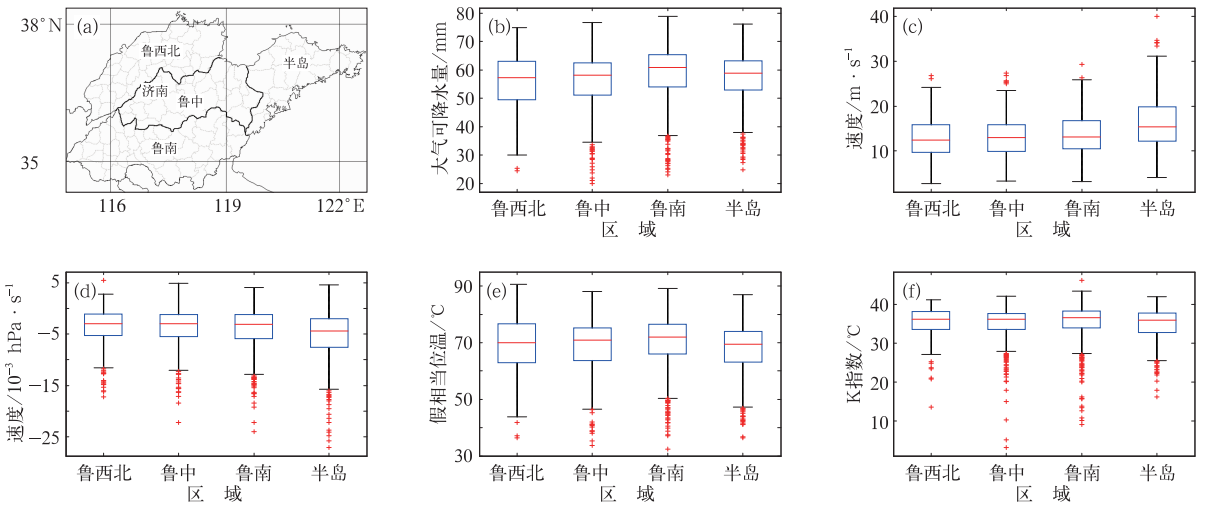 (a)
38°N
35
116
119
122°E
鲁西北
半岛
济南
鲁中
鲁南
(b)
大气可降水量/mm
80
70
60
50
40
30
20
鲁西北 鲁中 鲁南 半岛
区 域
(c)
速度/m·s⁻¹
40
30
20
10
鲁西北 鲁中 鲁南 半岛
区 域
(d)
速度/10⁻³ hPa·s⁻¹
5
−5
−15
−25
鲁西北 鲁中 鲁南 半岛
区 域
(e)
假相当位温/℃
90
70
50
30
鲁西北 鲁中 鲁南 半岛
区 域
(f)
K指数/℃
40
30
20
10
鲁西北 鲁中 鲁南 半岛
区 域